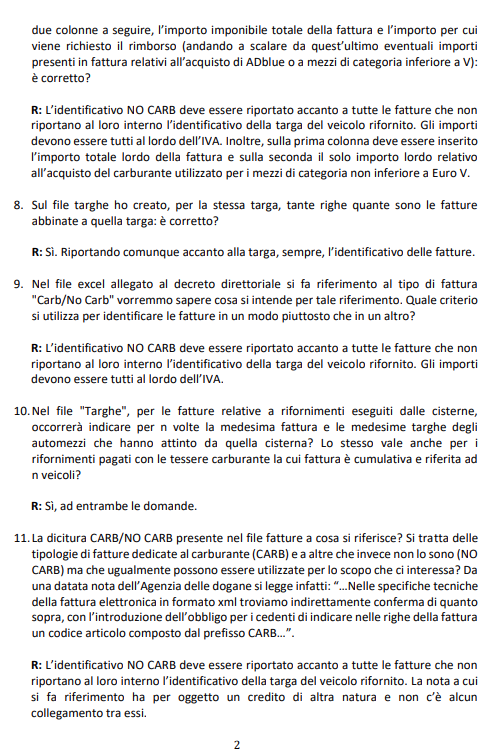 due colonne a seguire, l'importo imponibile totale della fattura e l'importo per cui
viene richiesto il rimborso (andando a scalare da quest'ultimo eventuali importi
presenti in fattura relativi all'acquisto di ADblue o a mezzi di categoria inferiore a V):
è corretto?
R: L'identificativo NO CARB deve essere riportato accanto a tutte le fatture che non
riportano al loro interno l'identificativo della targa del veicolo rifornito. Gli importi
devono essere tutti al lordo dell'IVA. Inoltre, sulla prima colonna deve essere inserito
l'importo totale lordo della fattura e sulla seconda il solo importo lordo relativo
all'acquisto del carburante utilizzato per i mezzi di categoria non inferiore a Euro V.
8. Sul file targhe ho creato, per la stessa targa, tante righe quante sono le fatture
abbinate a quella targa: è corretto?
R: Sì. Riportando comunque accanto alla targa, sempre, l'identificativo delle fatture.
9. Nel file excel allegato al decreto direttoriale si fa riferimento al tipo di fattura
"Carb/No Carb" vorremmo sapere cosa si intende per tale riferimento. Quale criterio
si utilizza per identificare le fatture in un modo piuttosto che in un altro?
R: L'identificativo NO CARB deve essere riportato accanto a tutte le fatture che non
riportano al loro interno l'identificativo della targa del veicolo rifornito. Gli importi
devono essere tutti al lordo dell'IVA.
10. Nel file "Targhe", per le fatture relative a rifornimenti eseguiti dalle cisterne,
occorrerà indicare per n volte la medesima fattura e le medesime targhe degli
automezzi che hanno attinto da quella cisterna? Lo stesso vale anche per i
rifornimenti pagati con le tessere carburante la cui fattura è cumulativa e riferita ad
n veicoli?
R: Sì, ad entrambe le domande.
11. La dicitura CARB/NO CARB presente nel file fatture a cosa si riferisce? Si tratta delle
tipologie di fatture dedicate al carburante (CARB) e a altre che invece non lo sono (NO
CARB) ma che ugualmente possono essere utilizzate per lo scopo che ci interessa? Da
una datata nota dell'Agenzia delle dogane si legge infatti: "…Nelle specifiche tecniche
della fattura elettronica in formato xml troviamo indirettamente conferma di quanto
sopra, con l'introduzione dell'obbligo per i cedenti di indicare nelle righe della fattura
un codice articolo composto dal prefisso CARB…".
R: L'identificativo NO CARB deve essere riportato accanto a tutte le fatture che non
riportano al loro interno l'identificativo della targa del veicolo rifornito. La nota a cui
si fa riferimento ha per oggetto un credito di altra natura e non c'è alcun
collegamento tra essi.
2